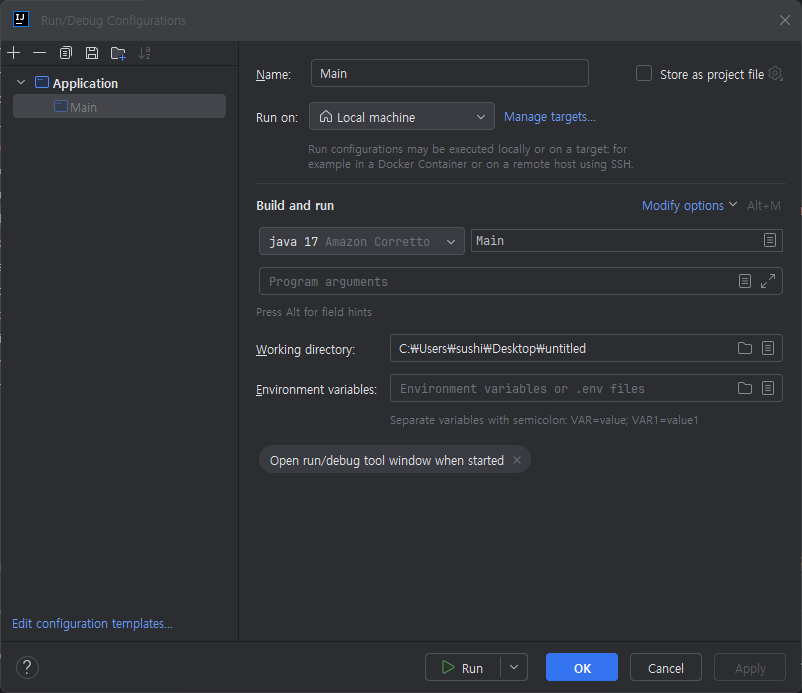 Run/Debug Configurations
Application
Main
Name:
Main
Store as project file
Run on:
Local machine
Manage targets...
Run configurations may be executed locally or on a target: for
example in a Docker Container or on a remote host using SSH.
Build and run
Modify options
Alt+M
java 17 Amazon Corretto
Main
Program arguments
Press Alt for field hints
Working directory:
C:₩Users₩sushi₩Desktop₩untitled
Environment variables:
Environment variables or .env files
Separate variables with semicolon: VAR=value; VAR1=value1
Open run/debug tool window when started
Edit configuration templates...
?
Run
OK
Cancel
Apply